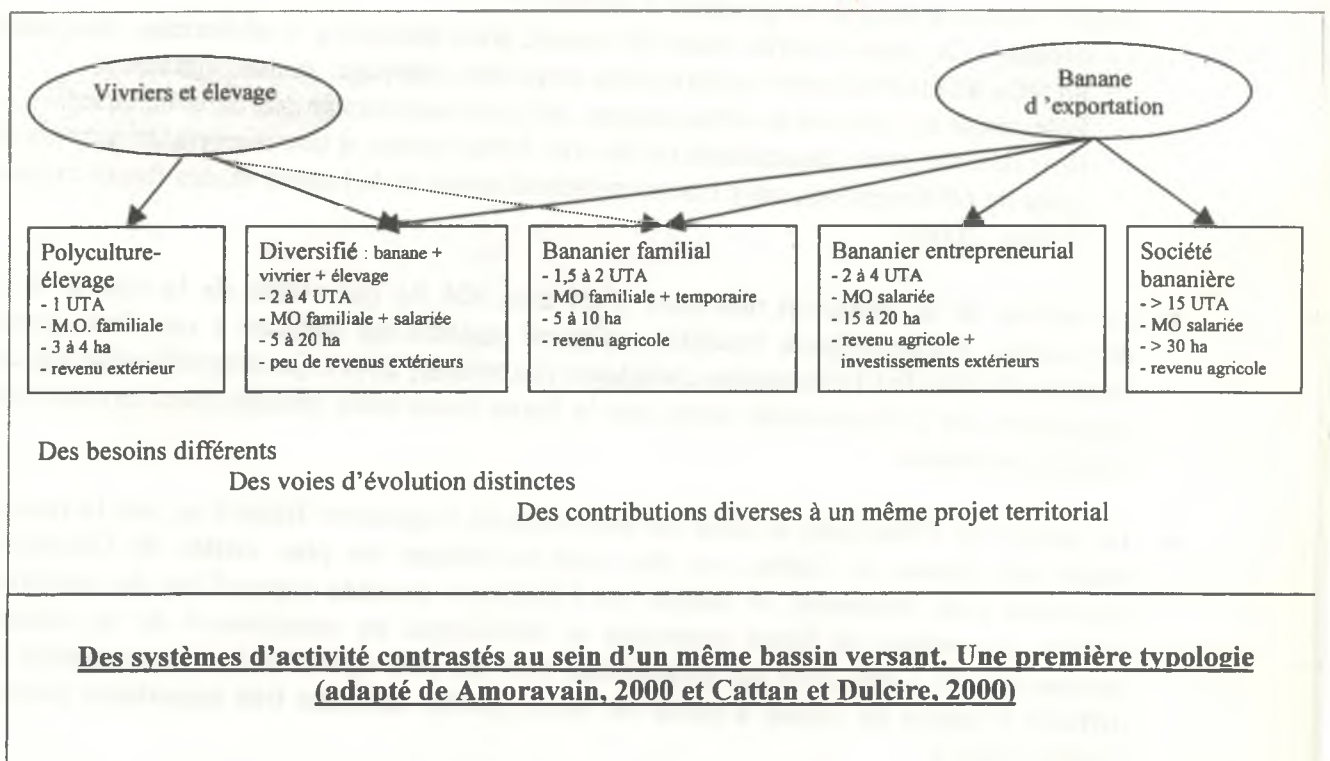 Vivriers et élevage
Banane
d 'exportation
Polyculture-
élevage
- 1 UTA
- M.O. familiale
- 3 à 4 ha
- revenu extérieur
Diversifié : banane +
vivrier + élevage
- 2 à 4 UTA
- MO familiale + salariée
- 5 à 20 ha
- peu de revenus extérieurs
Bananier familial
- 1,5 à 2 UTA
- MO familiale + temporaire
- 5 à 10 ha
- revenu agricole
Bananier entrepreneurial
- 2 à 4 UTA
- MO salariée
- 15 à 20 ha
- revenu agricole +
investissements extérieurs
Société
bananière
- > 15 UTA
- MO salariée
- > 30 ha
- revenu agricole
Des besoins différents
Des voies d'évolution distinctes
Des contributions diverses à un même projet territorial
Des systèmes d'activité contrastés au sein d'un même bassin versant. Une première typologie
(adapté de Amoravain, 2000 et Cattan et Dulcire, 2000)